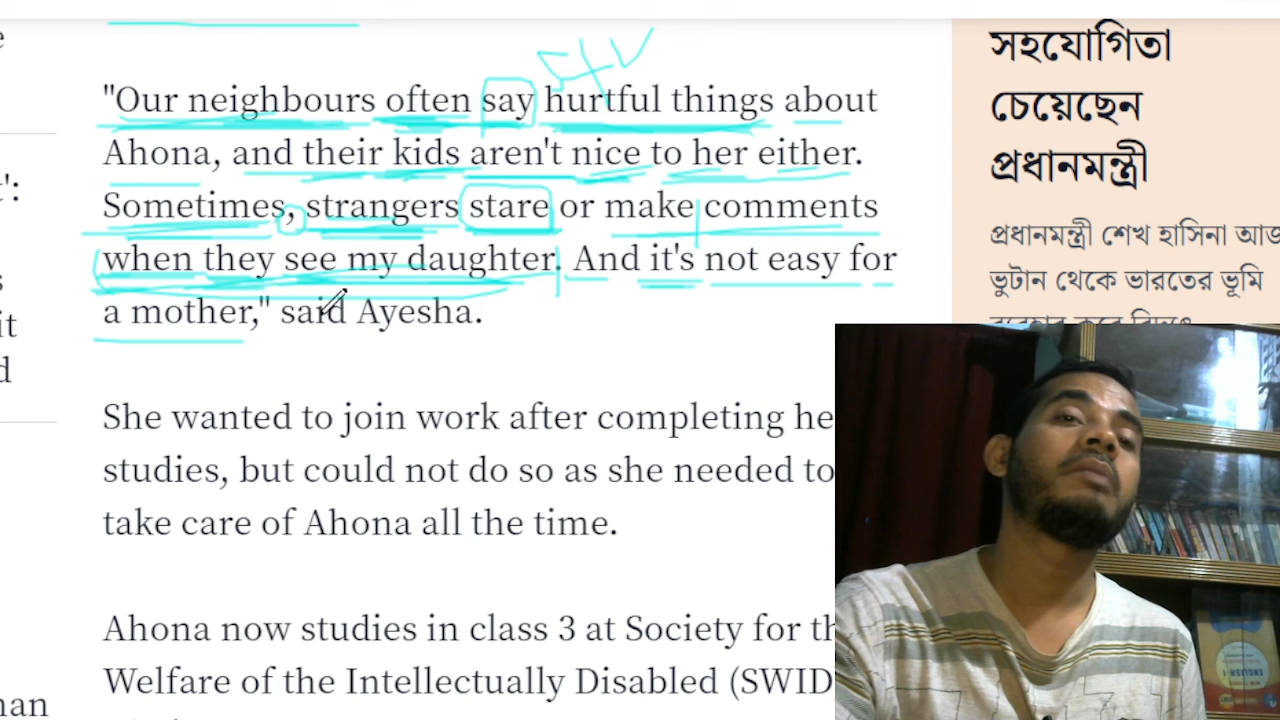 "Our neighbours often say hurtful things about
Ahona, and their kids aren't nice to her either.
Sometimes, strangers stare or make comments
when they see my daughter. And it's not easy for
a mother," said Ayesha.
She wanted to join work after completing he
studies, but could not do so as she needed to
take care of Ahona all the time.
Ahona now studies in class 3 at Society for th
Welfare of the Intellectually Disabled (SWID
সহযোগিতা
চেয়েছেন
প্রধানমন্ত্রী
প্রধানমন্ত্রী শেখ হাসিনা আজ
ভুটান থেকে ভারতের ভূমি